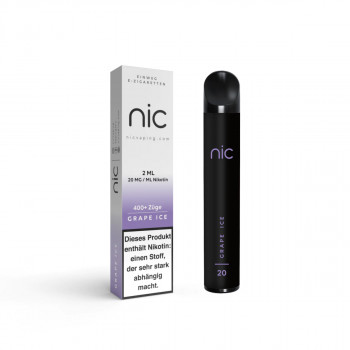 EINWEG
E-ZIGARETTEN
nic
nicvaping.com
2 ML
20 MG / ML Nikotin
400+ Züge
GRAPE ICE
Dieses Produkt
enthält Nikotin:
einen Stoff,
der sehr stark
abhängig
macht.
nic
nic
GRAPE ICE
20